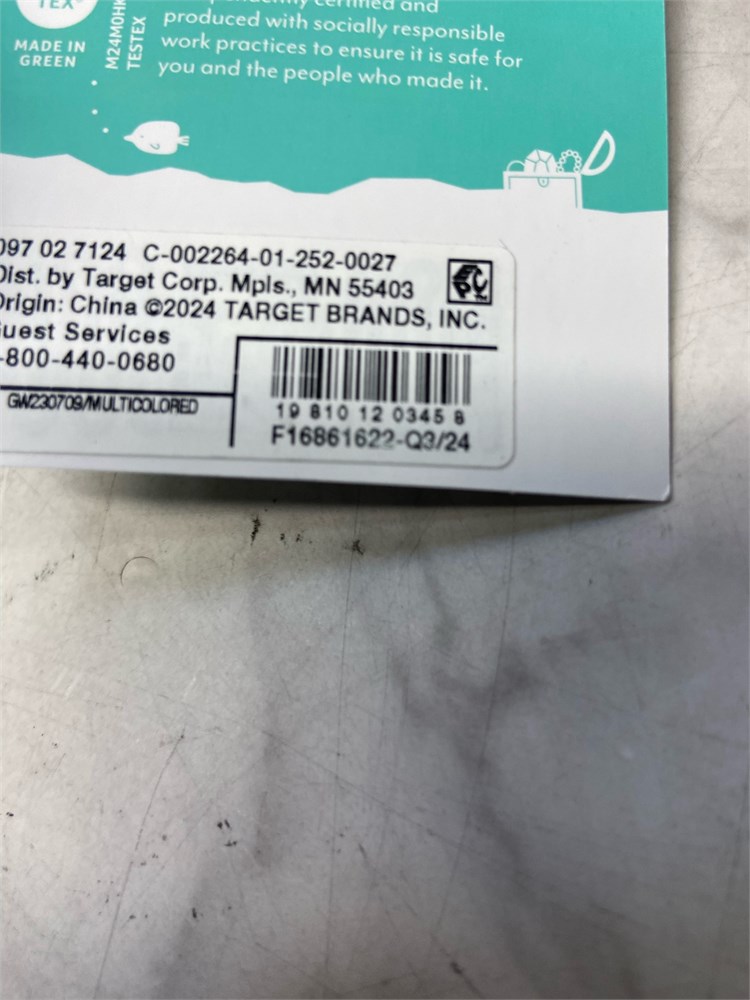 TEX®
MADE IN
GREEN
M24M0HK
TESTEX
certified and
produced with socially responsible
work practices to ensure it is safe for
you and the people who made it.
097 02 7124 C-002264-01-252-0027
Dist. by Target Corp. Mpls., MN 55403
Origin: China ©2024 TARGET BRANDS, INC.
Guest Services
-800-440-0680
GW230709/MULTICOLORED
19 810 12 0345 8
F16861622-Q3/24